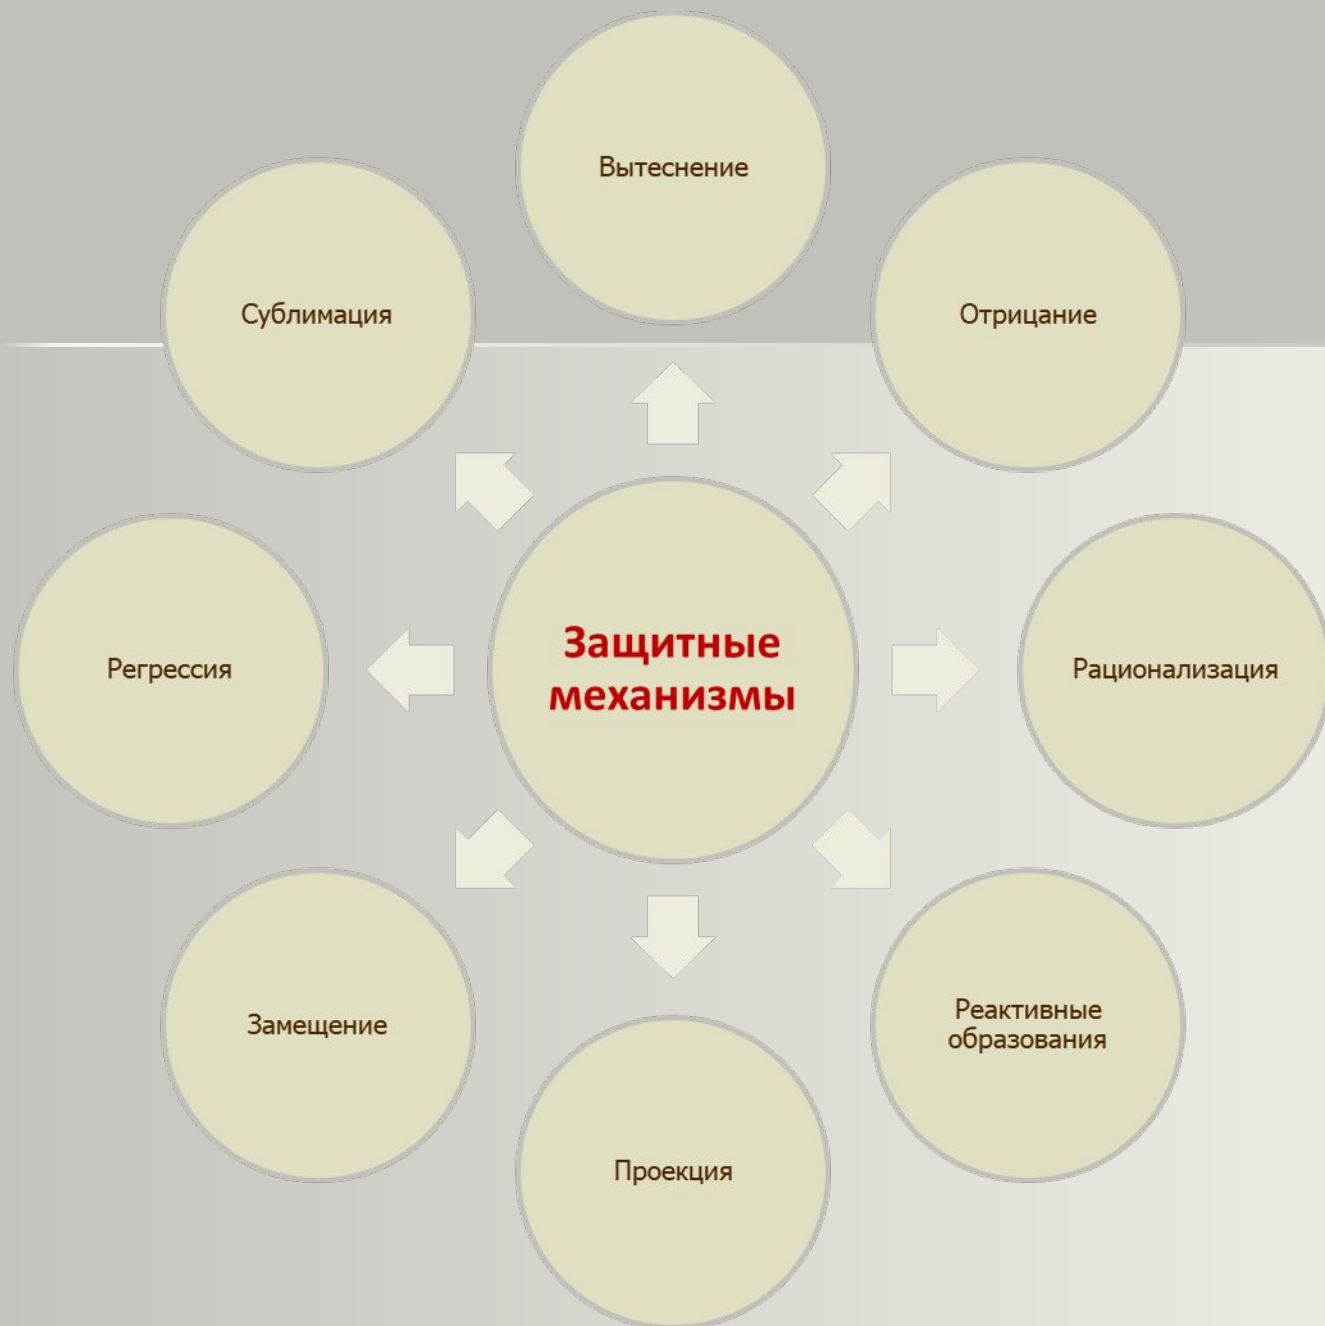 Вытеснение
Сублимация
Отрицание
Защитные
механизмы
Регрессия
Рационализация
Замещение
Реактивные
образования
Проекция